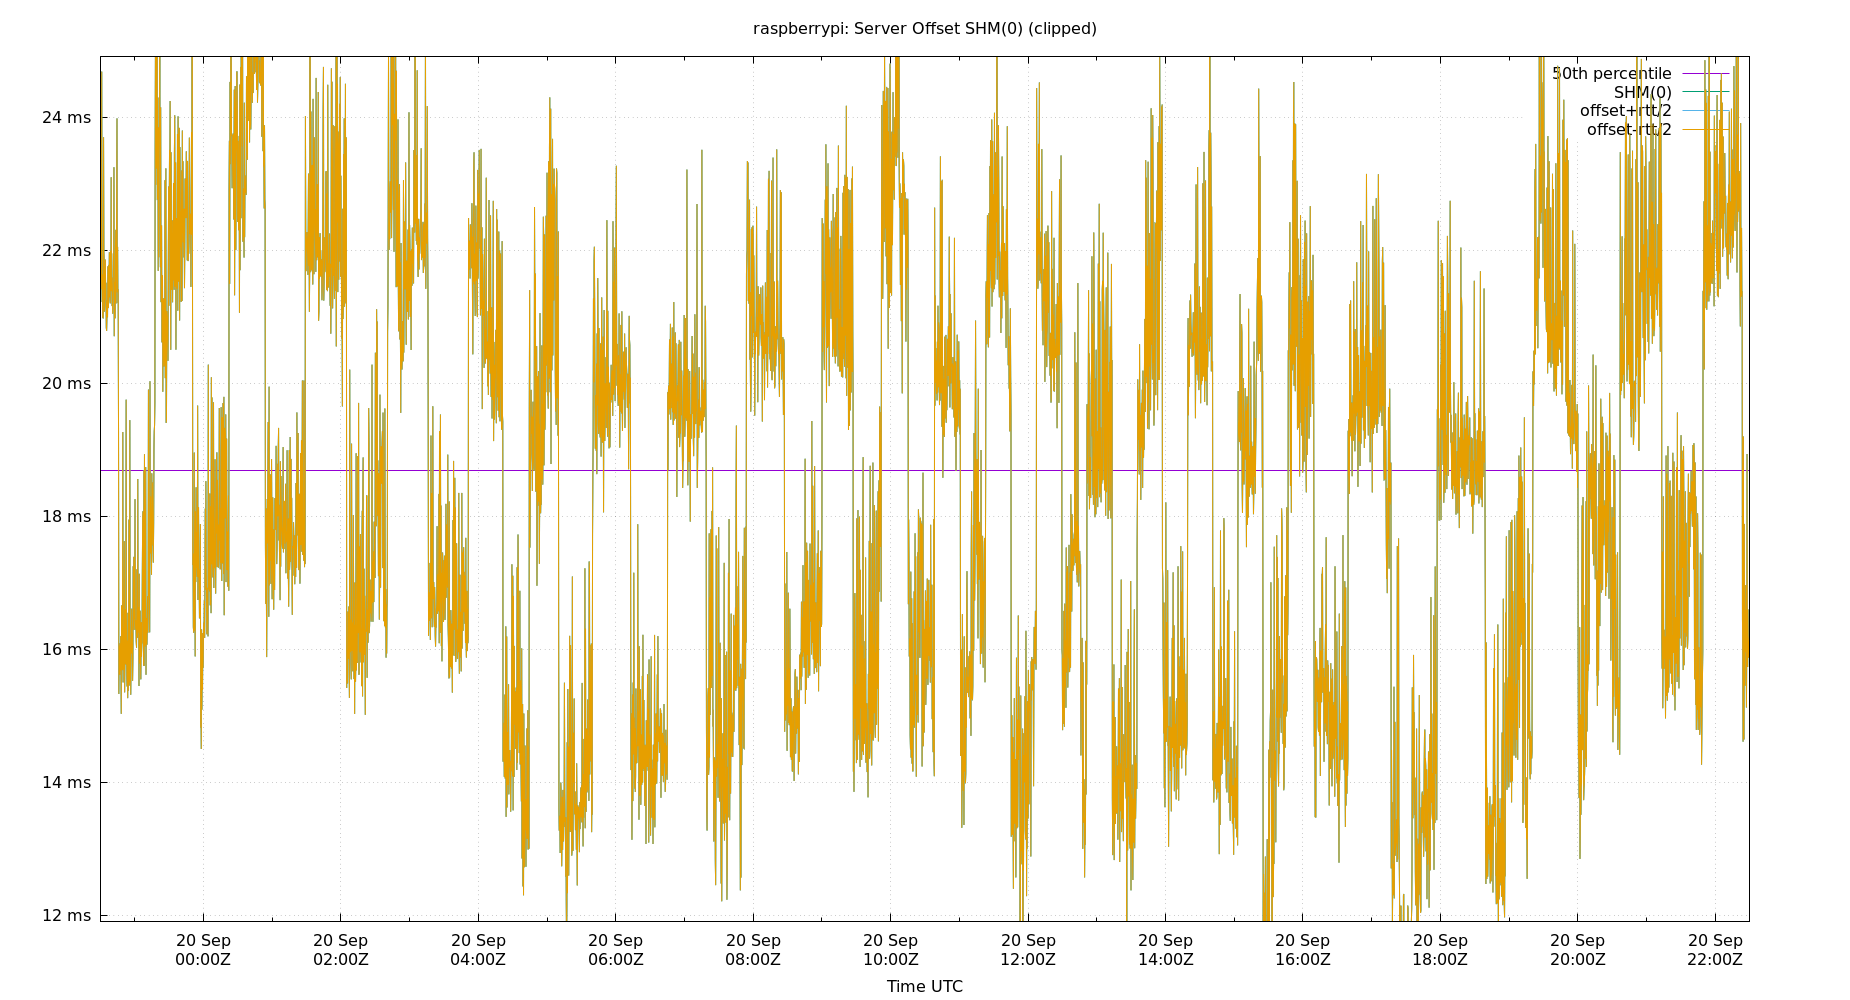 raspberrypi: Server Offset SHM(0) (clipped)
50th percentile
SHM(0)
offset+rtt/2
offset-rtt/2
24 ms
22 ms
20 ms
18 ms
16 ms
14 ms
12 ms
20 Sep 20 Sep 20 Sep 20 Sep 20 Sep 20 Sep 20 Sep 20 Sep 20 Sep 20 Sep 20 Sep 20 Sep
00:00Z 02:00Z 04:00Z 06:00Z 08:00Z 10:00Z 12:00Z 14:00Z 16:00Z 18:00Z 20:00Z 22:00Z
Time UTC